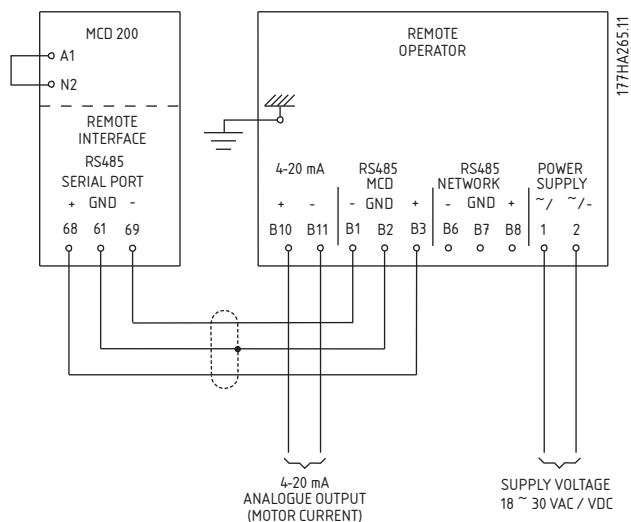 MCD 200
A1
N2
REMOTE
INTERFACE
RS485
SERIAL PORT
+ GND -
68 61 69
REMOTE
OPERATOR
4-20 mA
+ -
B10 B11
RS485
MCD
- GND +
B1 B2 B3
RS485
NETWORK
- GND +
B6 B7 B8
POWER
SUPPLY
~/ ~/-
1 2
4-20 mA
ANALOGUE OUTPUT
(MOTOR CURRENT)
SUPPLY VOLTAGE
18 ~ 30 VAC / VDC
177HA265.11